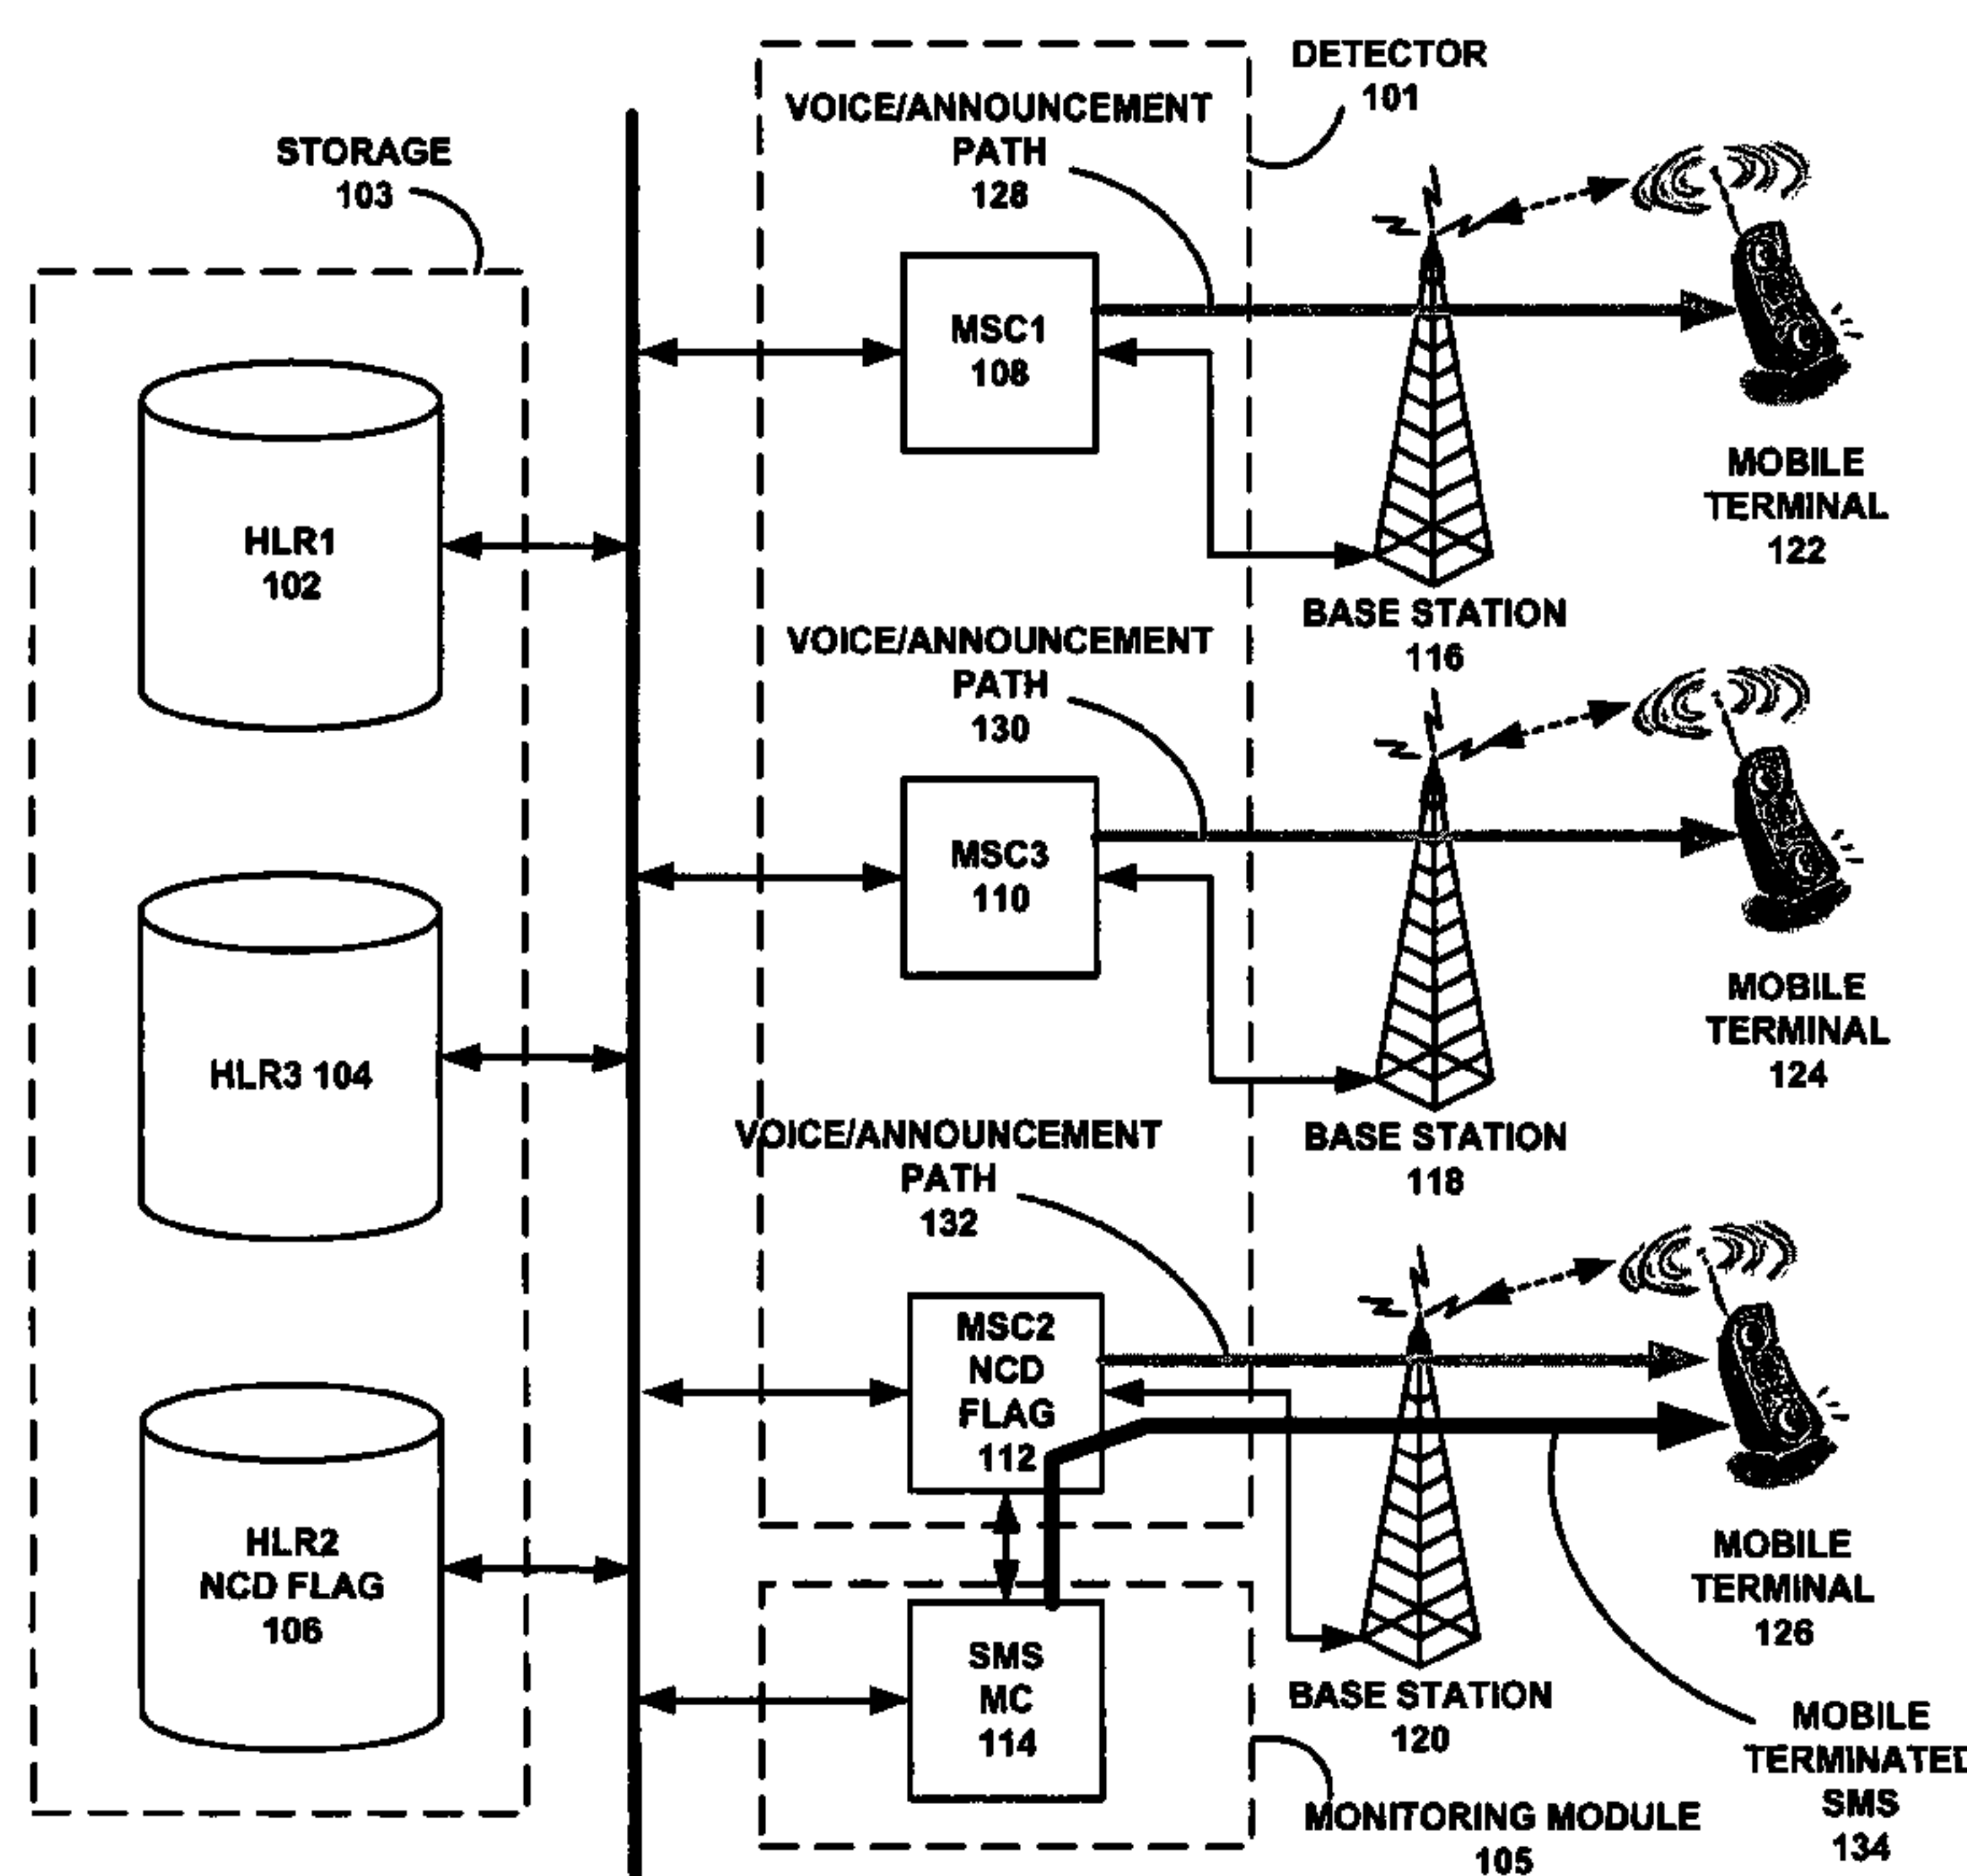 DETECTOR
101
VOICE/ANNOUNCEMENT
PATH
128
STORAGE
103
MSC1
108
MOBILE
TERMINAL
122
HLR1
102
BASE STATION
116
VOICE/ANNOUNCEMENT
PATH
130
MSC3
110
MOBILE
TERMINAL
124
HLR3 104
BASE STATION
118
VOICE/ANNOUNCEMENT
PATH
132
MSC2
NCD
FLAG
112
MOBILE
TERMINAL
126
HLR2
NCD FLAG
106
SMS
MC
114
BASE STATION
120
MOBILE
TERMINATED
SMS
134
MONITORING MODULE
105